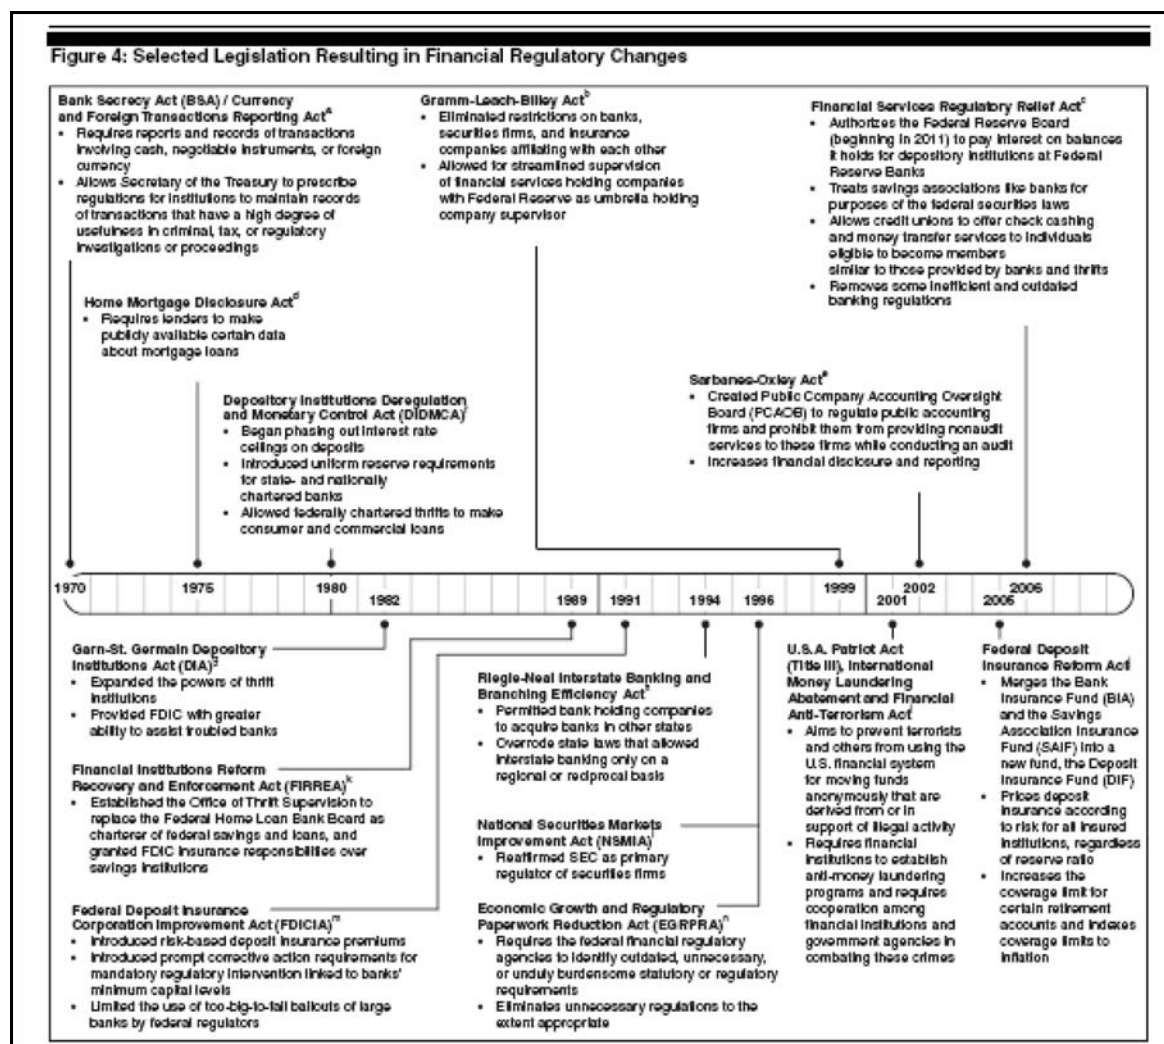 Figure 4: Selected Legislation Resulting in Financial Regulatory Changes
Bank Secrecy Act (BSA) / Currency
and Foreign Transactions Reporting Act a
• Requires reports and records of transactions
involving cash, negotiable instruments, or foreign
currency
• Allows Secretary of the Treasury to prescribe
regulations for institutions to maintain records
of transactions that have a high degree of
usefulness in criminal, tax, or regulatory
investigations or proceedings
Gramm-Leach-Bliley Act b
• Eliminated restrictions on banks,
securities firms, and insurance
companies affiliating with each other
• Allowed for streamlined supervision
of financial services holding companies
with Federal Reserve as umbrella holding
company supervisor
Financial Services Regulatory Relief Act c
• Authorizes the Federal Reserve Board
(beginning in 2011) to pay interest on balances
it holds for depository institutions at Federal
Reserve Banks
• Treats savings associations like banks for
purposes of the federal securities laws
• Allows credit unions to offer check cashing
and money transfer services to individuals
eligible to become members
similar to those provided by banks and thrifts
• Removes some inefficient and outdated
banking regulations
Home Mortgage Disclosure Act d
• Requires lenders to make
publicly available certain data
about mortgage loans
Sarbanes-Oxley Act e
• Created Public Company Accounting Oversight
Board (PCAOB) to regulate public accounting
firms and prohibit them from providing nonaudit
services to these firms while conducting an audit
• Increases financial disclosure and reporting
Depository Institutions Deregulation
and Monetary Control Act (DIDMCA)
• Began phasing out interest rate
ceilings on deposits
• Introduced uniform reserve requirements
for state- and nationally
chartered banks
• Allowed federally chartered thrifts to make
consumer and commercial loans
1970 1975 1980 1999 2002 2006
1982 1989 1991 1994 1996 2001 2005
Garn-St. Germain Depository
Institutions Act (DIA) g
• Expanded the powers of thrift
institutions
• Provided FDIC with greater
ability to assist troubled banks
Financial Institutions Reform
Recovery and Enforcement Act (FIRREA) k
• Established the Office of Thrift Supervision to
replace the Federal Home Loan Bank Board as
charterer of federal savings and loans, and
granted FDIC insurance responsibilities over
savings institutions
Federal Deposit Insurance
Corporation Improvement Act (FDICIA) m
• Introduced risk-based deposit insurance premiums
• Introduced prompt corrective action requirements for
mandatory regulatory intervention linked to banks'
minimum capital levels
• Limited the use of too-big-to-fail bailouts of large
banks by federal regulators
Riegle-Neal Interstate Banking and
Branching Efficiency Act
• Permitted bank holding companies
to acquire banks in other states
• Overrode state laws that allowed
interstate banking only on a
regional or reciprocal basis
National Securities Markets
Improvement Act (NSMIA)
• Reaffirmed SEC as primary
regulator of securities firms
Economic Growth and Regulatory
Paperwork Reduction Act (EGRPRA) n
• Requires the federal financial regulatory
agencies to identify outdated, unnecessary,
or unduly burdensome statutory or regulatory
requirements
• Eliminates unnecessary regulations to the
extent appropriate
U.S.A. Patriot Act
(Title III), International
Money Laundering
Abatement and Financial
Anti-Terrorism Act
• Aims to prevent terrorists
and others from using the
U.S. financial system
for moving funds
anonymously that are
derived from or in
support of illegal activity
• Requires financial
institutions to establish
anti-money laundering
programs and requires
cooperation among
financial institutions and
government agencies in
combating these crimes
Federal Deposit
Insurance Reform Act
• Merges the Bank
Insurance Fund (BIA)
and the Savings
Association Insurance
Fund (SAIF) into a
new fund, the Deposit
Insurance Fund (DIF)
• Prices deposit
insurance according
to risk for all insured
institutions, regardless
of reserve ratio
• Increases the
coverage limit for
certain retirement
accounts and indexes
coverage limits to
inflation